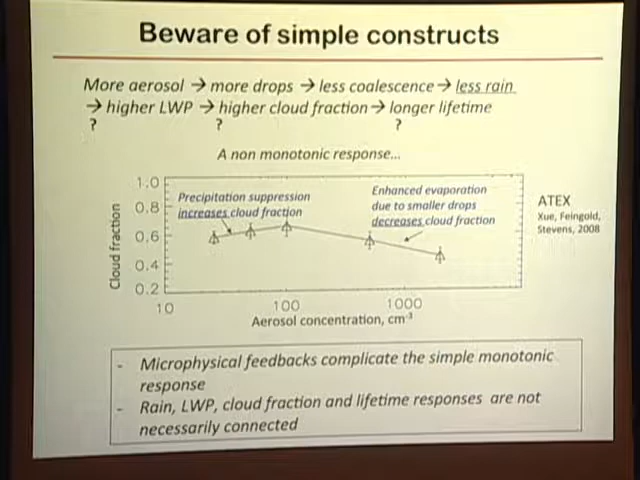 Beware of simple constructs
More aerosol → more drops → less coalescence → less rain
→ higher LWP → higher cloud fraction → longer lifetime
? ? ?
A non monotonic response...
1.0
0.8
0.6
0.4
0.2
Cloud fraction
Precipitation suppression
increases cloud fraction
Enhanced evaporation
due to smaller drops
decreases cloud fraction
10 100 1000
Aerosol concentration, cm-3
ATEX
Xue, Feingold,
Stevens, 2008
- Microphysical feedbacks complicate the simple monotonic
response
- Rain, LWP, cloud fraction and lifetime responses are not
necessarily connected